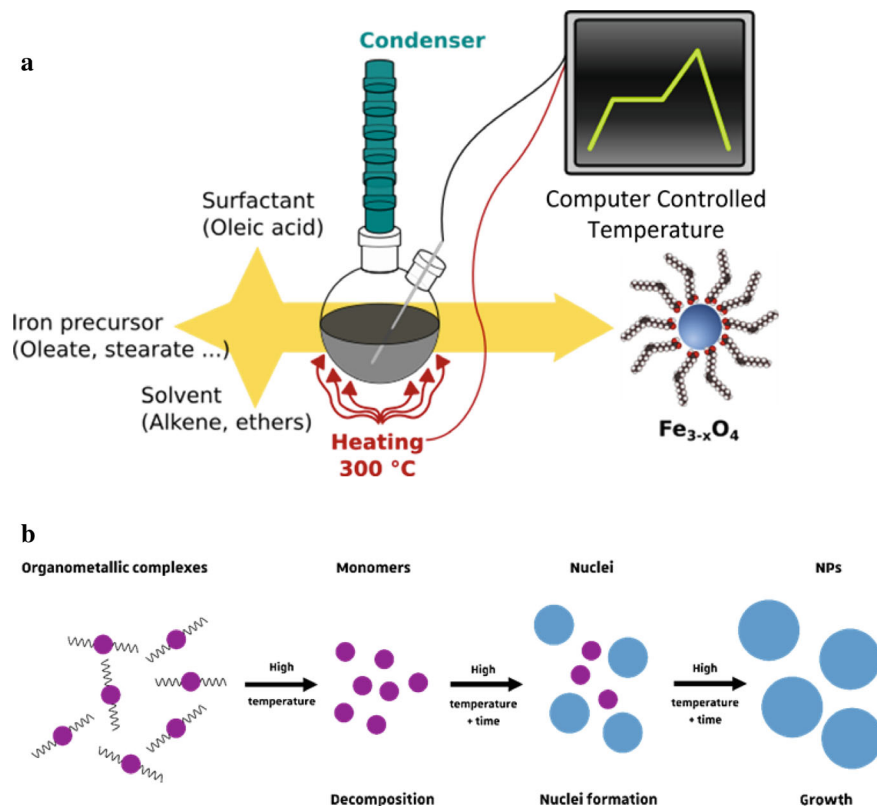 a
Condenser
Surfactant
(Oleic acid)
Computer Controlled
Temperature
Iron precursor
(Oleate, stearate ...)
Solvent
(Alkene, ethers)
Heating
300 °C
Fe₃₋ₓO₄
b
Organometallic complexes
Monomers
Nuclei
NPs
High
temperature
High
temperature
+ time
High
temperature
+ time
Decomposition
Nuclei formation
Growth